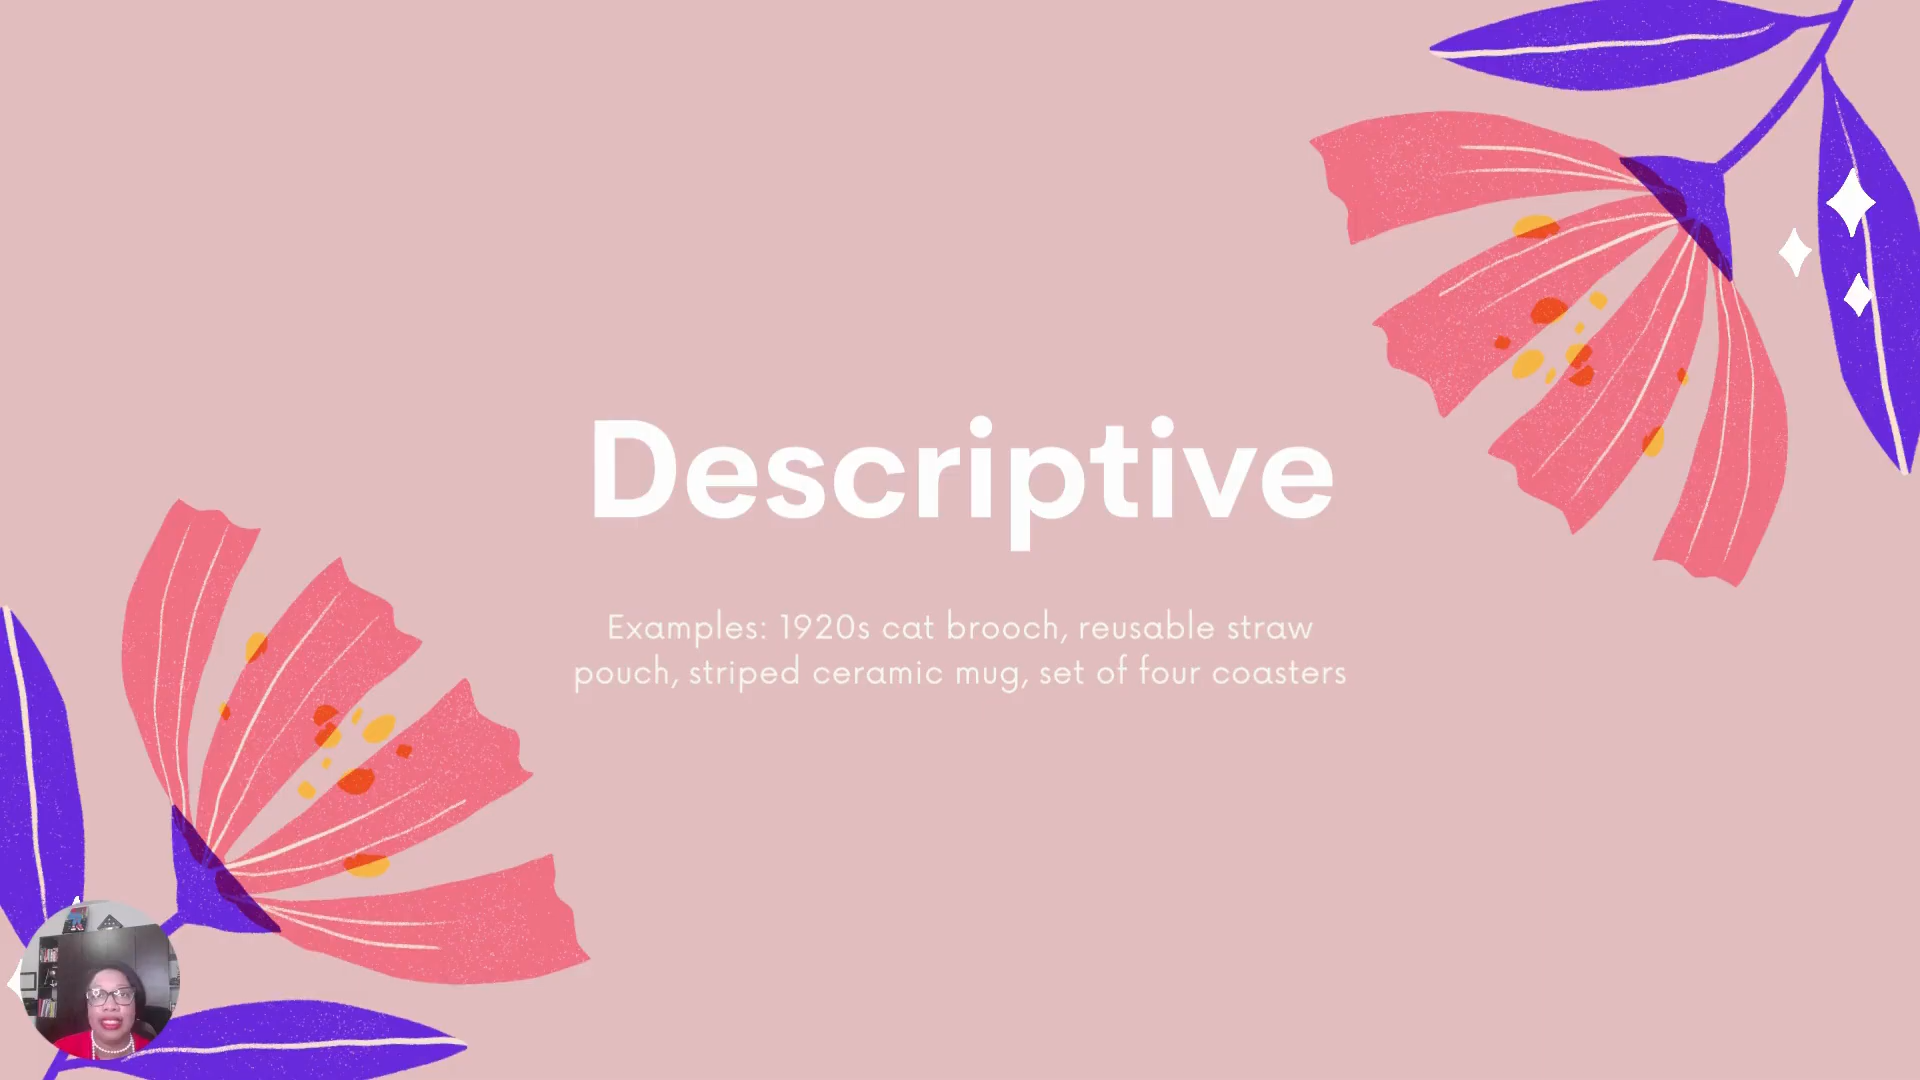 Descriptive
Examples: 1920s cat brooch, reusable straw
pouch, striped ceramic mug, set of four coasters